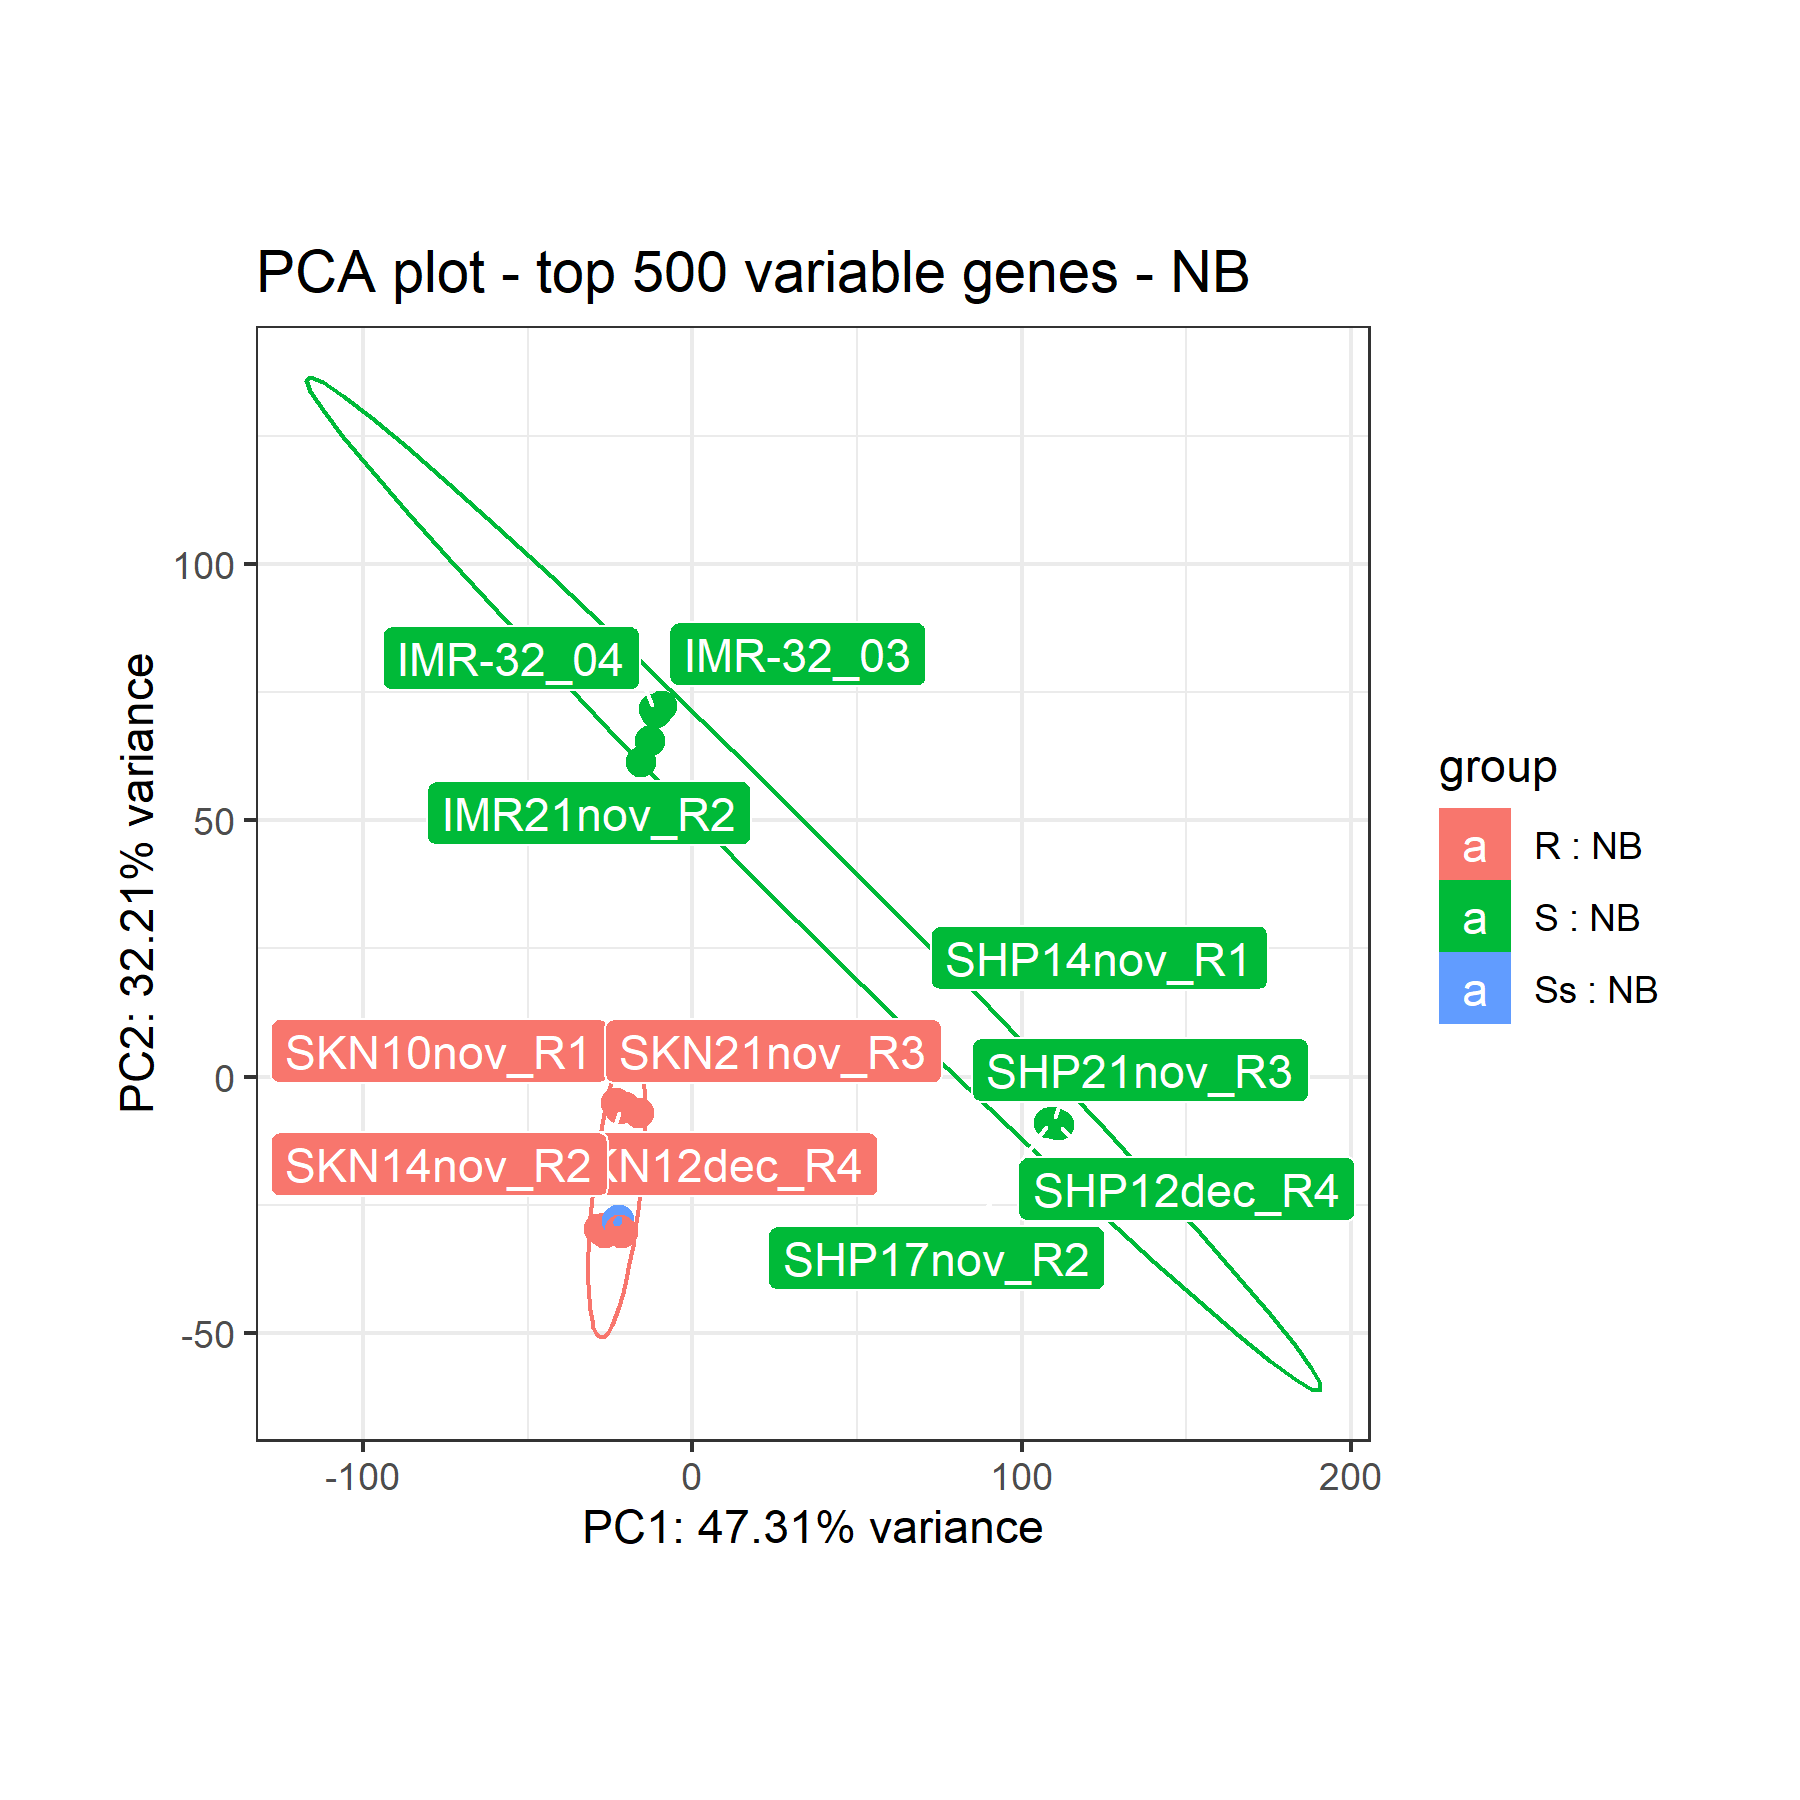 PCA plot - top 500 variable genes - NB
PC2: 32.21% variance
100
50
0
-50
IMR-32_04
IMR-32_03
IMR21nov_R2
SHP14nov_R1
SKN10nov_R1
SKN21nov_R3
SHP21nov_R3
SKN14nov_R2
KN12dec_R4
SHP12dec_R4
SHP17nov_R2
-100
0
100
200
PC1: 47.31% variance
group
a R : NB
a S : NB
a Ss : NB